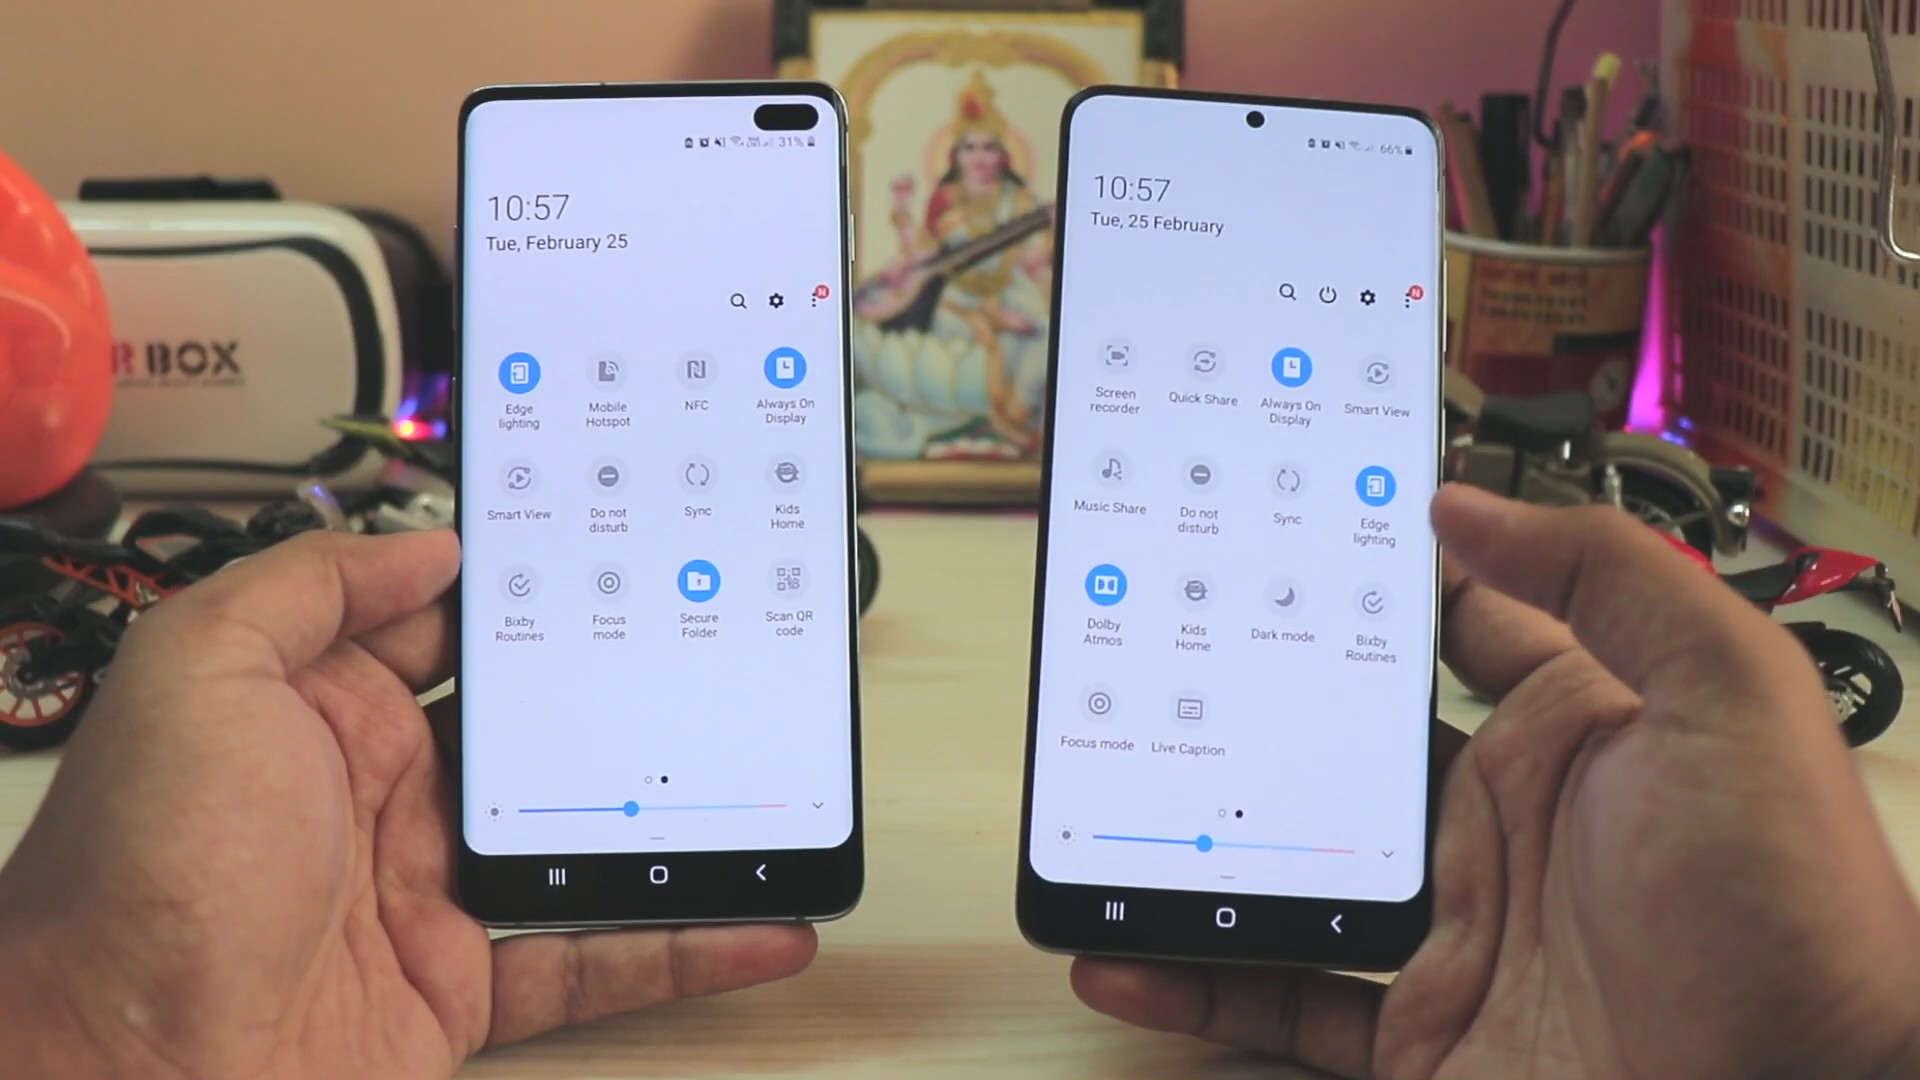 31%
10:57
Tue, February 25
N
Edge
lighting
Mobile
Hotspot
NFC
Always On
Display
Smart View
Do not
disturb
Sync
Kids
Home
Bixby
Routines
Focus
mode
Secure
Folder
Scan QR
code
66%
10:57
Tue, 25 February
N
Screen
recorder
Quick Share
Always On
Display
Smart View
Music Share
Do not
disturb
Sync
Edge
lighting
Dolby
Atmos
Kids
Home
Dark mode
Bixby
Routines
Focus mode
Live Caption
R BOX